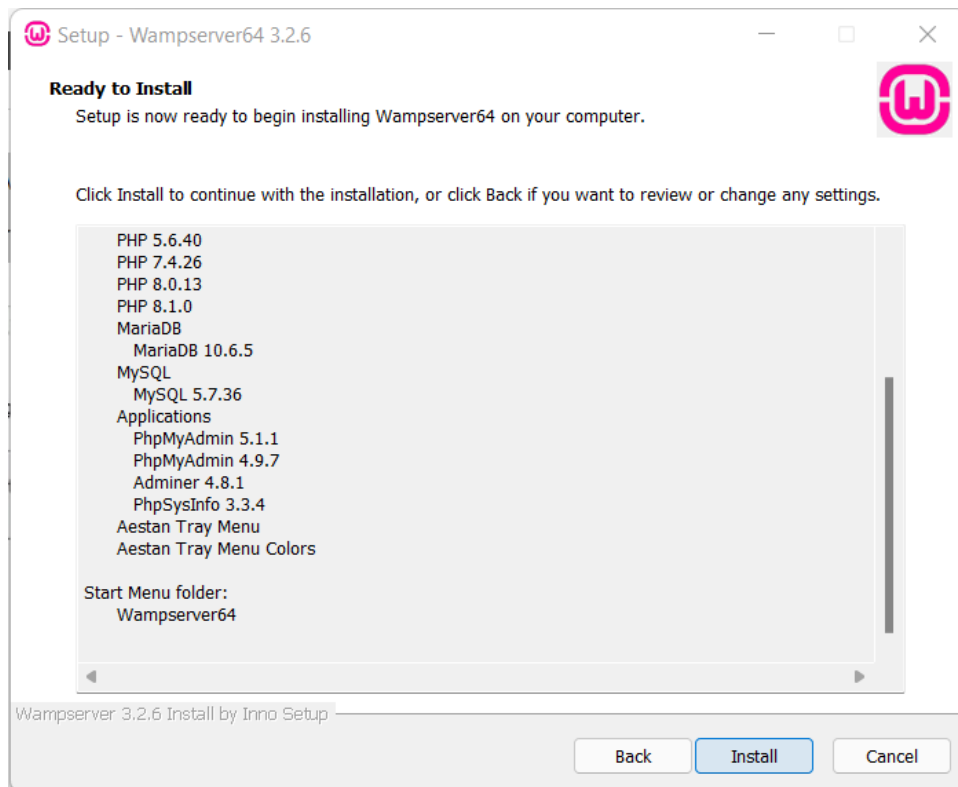 Setup - Wampserver64 3.2.6
Ready to Install
Setup is now ready to begin installing Wampserver64 on your computer.
Click Install to continue with the installation, or click Back if you want to review or change any settings.
PHP 5.6.40
PHP 7.4.26
PHP 8.0.13
PHP 8.1.0
MariaDB
MariaDB 10.6.5
MySQL
MySQL 5.7.36
Applications
PhpMyAdmin 5.1.1
PhpMyAdmin 4.9.7
Adminer 4.8.1
PhpSysInfo 3.3.4
Aestan Tray Menu
Aestan Tray Menu Colors
Start Menu folder:
Wampserver64
Wampserver 3.2.6 Install by Inno Setup
Back Install Cancel